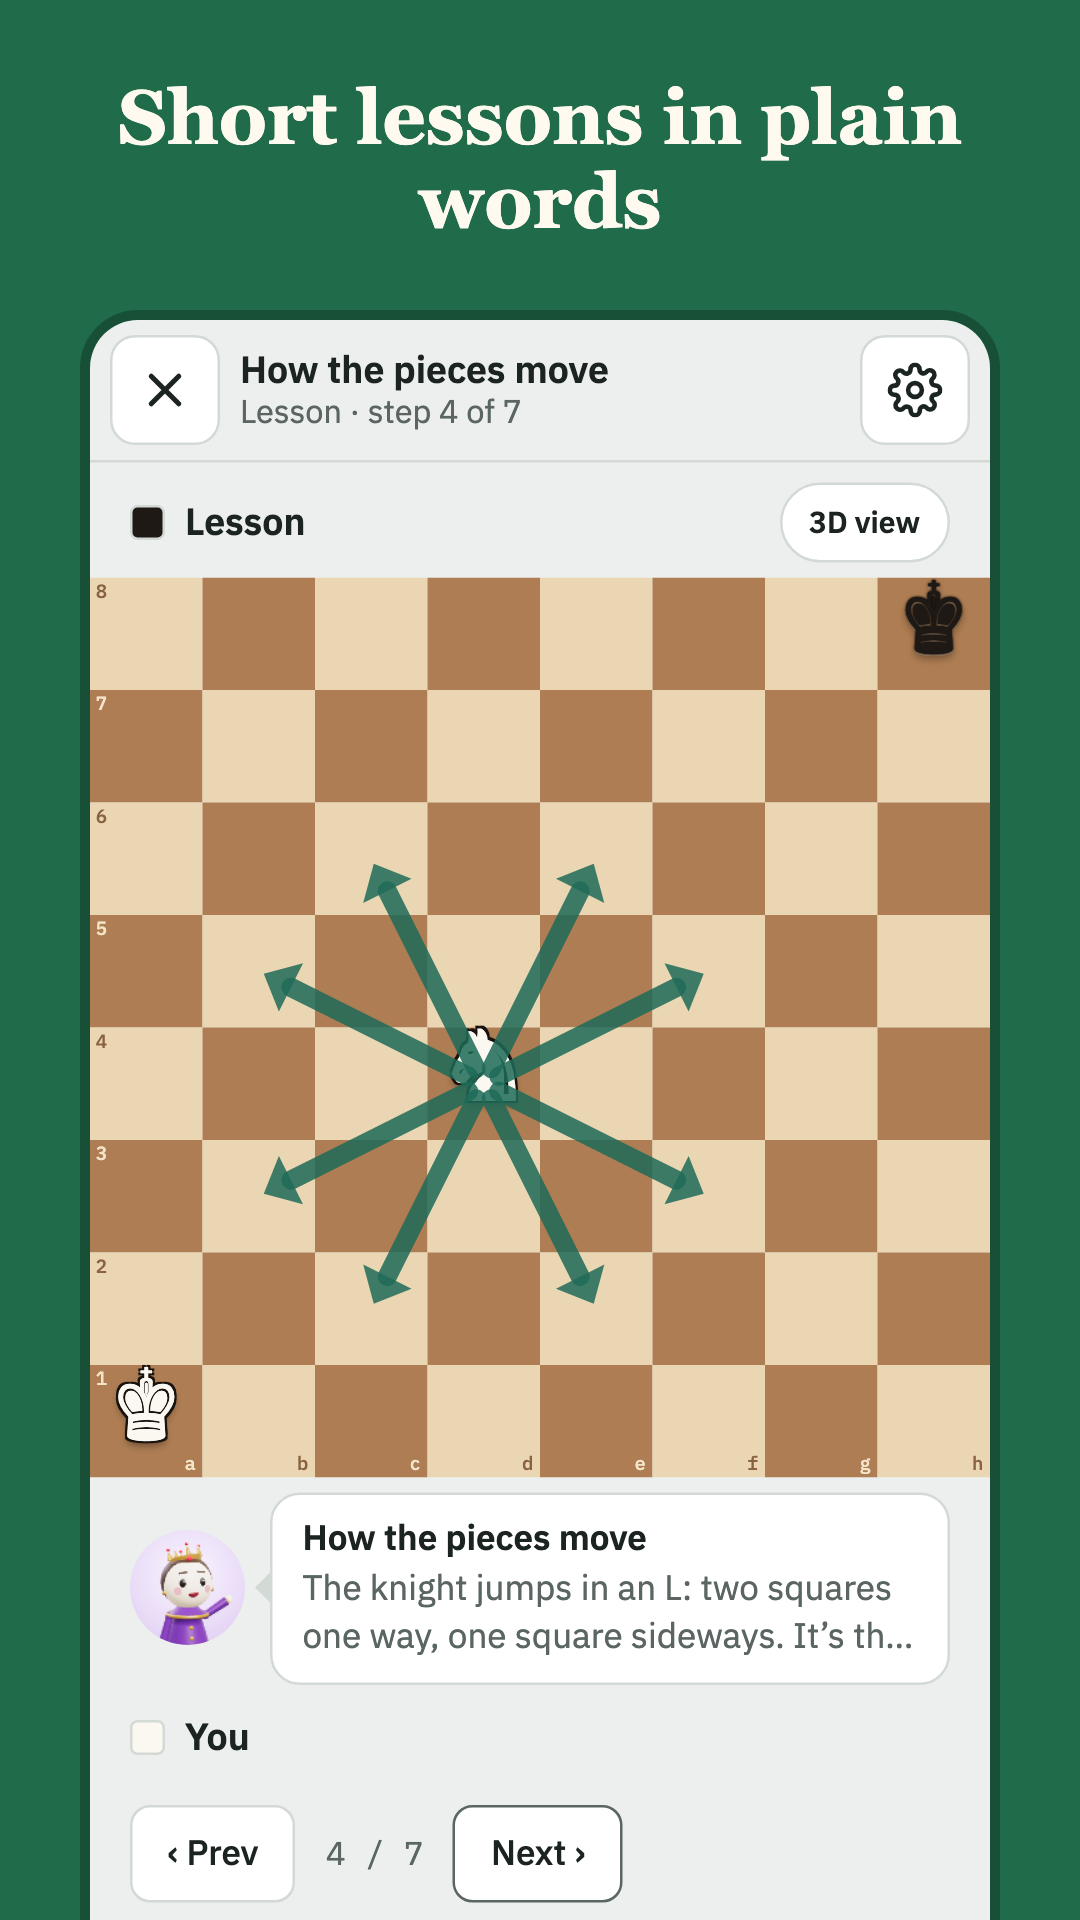 Short lessons in plain
words
How the pieces move
Lesson · step 4 of 7
Lesson
3D view
8
7
6
5
4
3
2
1
a b c d e f g h
How the pieces move
The knight jumps in an L: two squares
one way, one square sideways. It’s th...
You
‹ Prev
4 / 7
Next ›